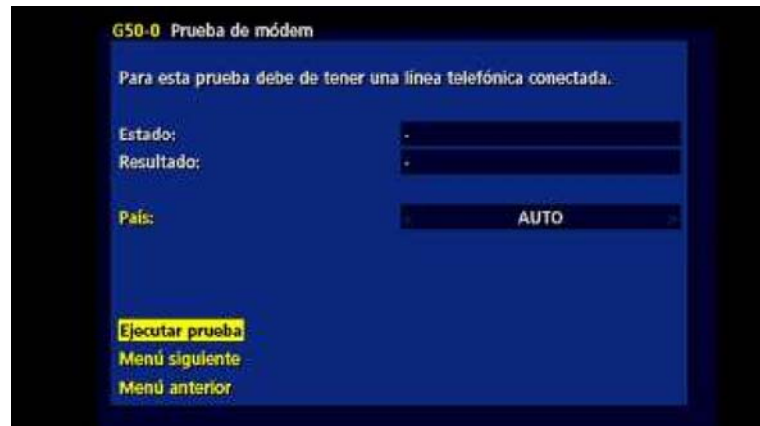 G50-0 Prueba de módem
Para esta prueba debe de tener una línea telefónica conectada.
Estado: -
Resultado: -
País: AUTO
Ejecutar prueba
Menú siguiente
Menú anterior